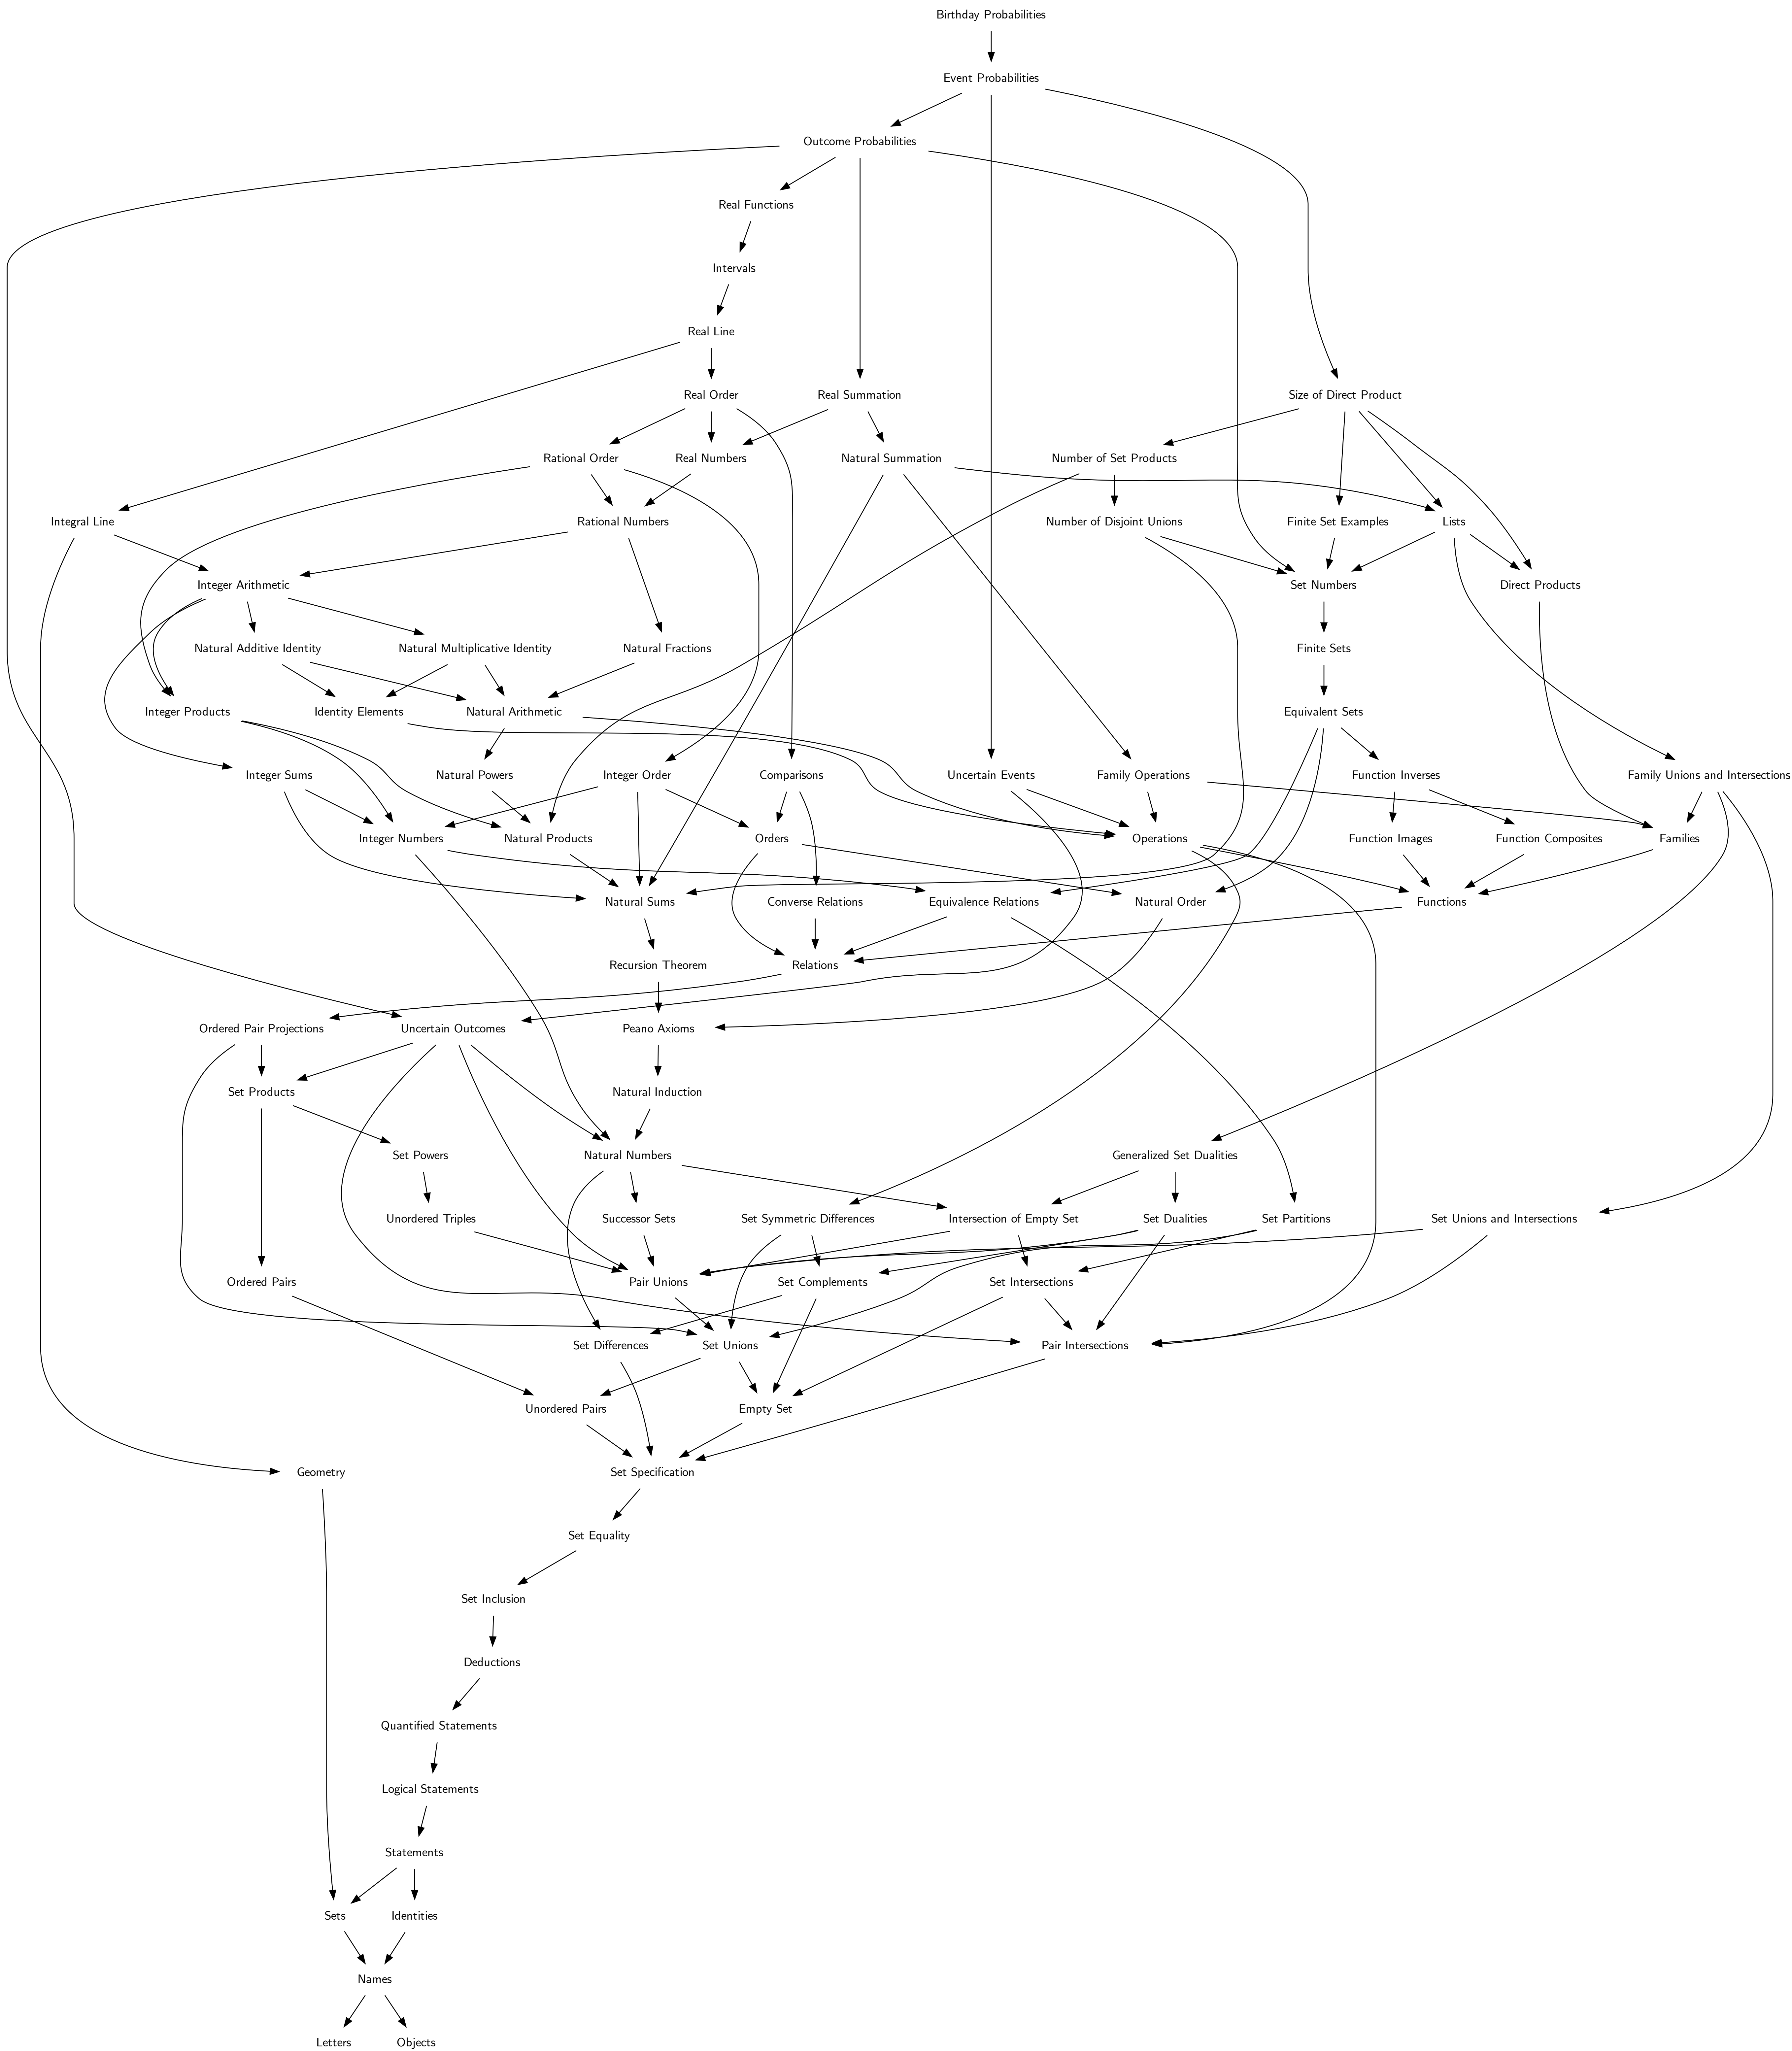 Birthday Probabilities
Event Probabilities
Outcome Probabilities
Real Functions
Intervals
Real Line
Real Order
Real Summation
Size of Direct Product
Rational Order
Real Numbers
Natural Summation
Number of Set Products
Integral Line
Rational Numbers
Number of Disjoint Unions
Finite Set Examples
Lists
Integer Arithmetic
Set Numbers
Direct Products
Natural Additive Identity
Natural Multiplicative Identity
Natural Fractions
Finite Sets
Integer Products
Identity Elements
Natural Arithmetic
Equivalent Sets
Integer Sums
Natural Powers
Integer Order
Comparisons
Uncertain Events
Family Operations
Function Inverses
Family Unions and Intersections
Integer Numbers
Natural Products
Orders
Operations
Function Images
Function Composites
Families
Natural Sums
Converse Relations
Equivalence Relations
Natural Order
Functions
Recursion Theorem
Relations
Ordered Pair Projections
Uncertain Outcomes
Peano Axioms
Set Products
Natural Induction
Set Powers
Natural Numbers
Generalized Set Dualities
Unordered Triples
Successor Sets
Set Symmetric Differences
Intersection of Empty Set
Set Dualities
Set Partitions
Set Unions and Intersections
Ordered Pairs
Pair Unions
Set Complements
Set Intersections
Set Differences
Set Unions
Pair Intersections
Unordered Pairs
Empty Set
Geometry
Set Specification
Set Equality
Set Inclusion
Deductions
Quantified Statements
Logical Statements
Statements
Sets
Identities
Names
Letters
Objects